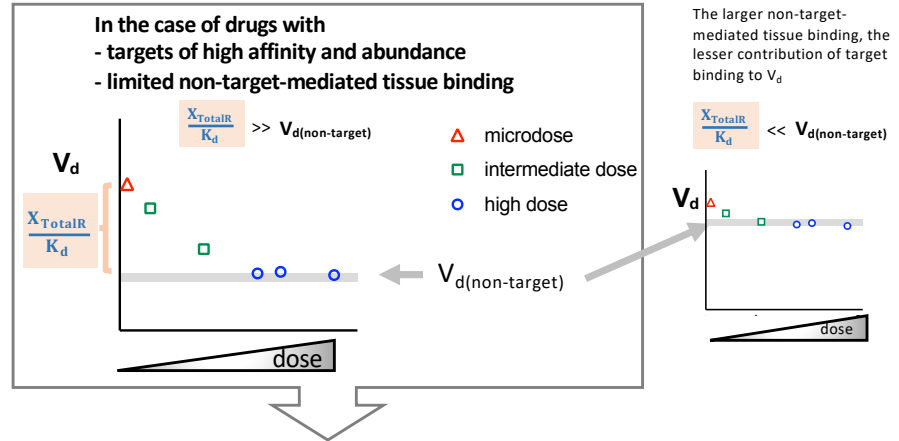 In the case of drugs with
- targets of high affinity and abundance
- limited non-target-mediated tissue binding
X_TotalR / K_d >> V_d(non-target)
microdose
intermediate dose
high dose
V_d
X_TotalR / K_d
V_d(non-target)
dose
The larger non-target-
mediated tissue binding, the
lesser contribution of target
binding to V_d
X_TotalR / K_d << V_d(non-target)
V_d
dose